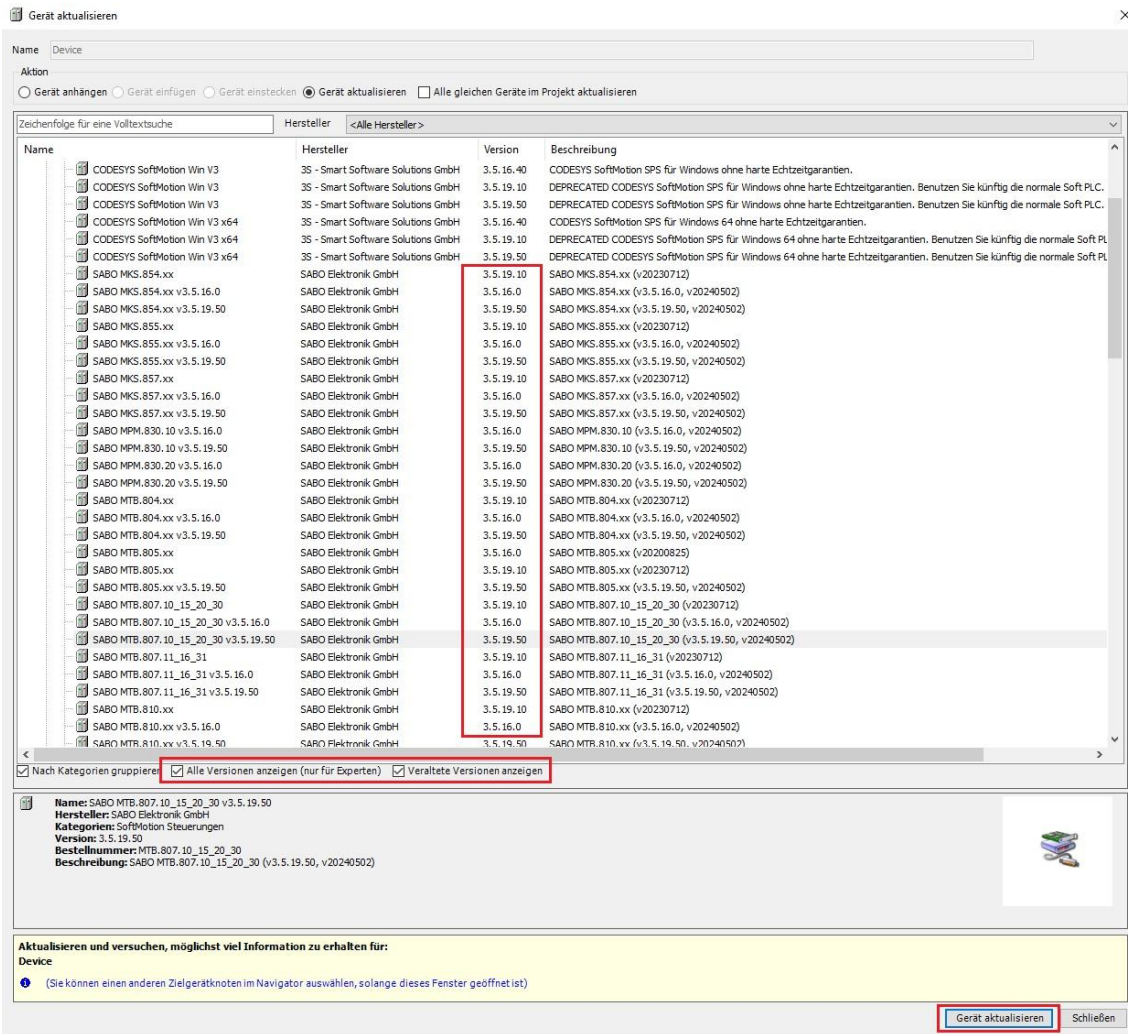 Gerät aktualisieren
Name Device
Aktion
Gerät anhängen Gerät einfügen Gerät einstecken Gerät aktualisieren Alle gleichen Geräte im Projekt aktualisieren
Zeichenfolge für eine Volltextsuche Hersteller <Alle Hersteller>
Name Hersteller Version Beschreibung
CODESYS SoftMotion Win V3 3S - Smart Software Solutions GmbH 3.5.16.40 CODESYS SoftMotion SPS für Windows ohne harte Echtzeitgarantien.
CODESYS SoftMotion Win V3 3S - Smart Software Solutions GmbH 3.5.19.10 DEPRECATED CODESYS SoftMotion SPS für Windows ohne harte Echtzeitgarantien. Benutzen Sie künftig die normale Soft PLC.
CODESYS SoftMotion Win V3 3S - Smart Software Solutions GmbH 3.5.19.50 DEPRECATED CODESYS SoftMotion SPS für Windows ohne harte Echtzeitgarantien. Benutzen Sie künftig die normale Soft PLC.
CODESYS SoftMotion Win V3 x64 3S - Smart Software Solutions GmbH 3.5.16.40 CODESYS SoftMotion SPS für Windows 64 ohne harte Echtzeitgarantien.
CODESYS SoftMotion Win V3 x64 3S - Smart Software Solutions GmbH 3.5.19.10 DEPRECATED CODESYS SoftMotion SPS für Windows 64 ohne harte Echtzeitgarantien. Benutzen Sie künftig die normale Soft PL
CODESYS SoftMotion Win V3 x64 3S - Smart Software Solutions GmbH 3.5.19.50 DEPRECATED CODESYS SoftMotion SPS für Windows 64 ohne harte Echtzeitgarantien. Benutzen Sie künftig die normale Soft PL
SABO MKS.854.xx SABO Elektronik GmbH 3.5.19.10 SABO MKS.854.xx (v20230712)
SABO MKS.854.xx v3.5.16.0 SABO Elektronik GmbH 3.5.16.0 SABO MKS.854.xx (v3.5.16.0, v20240502)
SABO MKS.854.xx v3.5.19.50 SABO Elektronik GmbH 3.5.19.50 SABO MKS.854.xx (v3.5.19.50, v20240502)
SABO MKS.855.xx SABO Elektronik GmbH 3.5.19.10 SABO MKS.855.xx (v20230712)
SABO MKS.855.xx v3.5.16.0 SABO Elektronik GmbH 3.5.16.0 SABO MKS.855.xx (v3.5.16.0, v20240502)
SABO MKS.855.xx v3.5.19.50 SABO Elektronik GmbH 3.5.19.50 SABO MKS.855.xx (v3.5.19.50, v20240502)
SABO MKS.857.xx SABO Elektronik GmbH 3.5.19.10 SABO MKS.857.xx (v20230712)
SABO MKS.857.xx v3.5.16.0 SABO Elektronik GmbH 3.5.16.0 SABO MKS.857.xx (v3.5.16.0, v20240502)
SABO MKS.857.xx v3.5.19.50 SABO Elektronik GmbH 3.5.19.50 SABO MKS.857.xx (v3.5.19.50, v20240502)
SABO MPM.830.10 v3.5.16.0 SABO Elektronik GmbH 3.5.16.0 SABO MPM.830.10 (v3.5.16.0, v20240502)
SABO MPM.830.10 v3.5.19.50 SABO Elektronik GmbH 3.5.19.50 SABO MPM.830.10 (v3.5.19.50, v20240502)
SABO MPM.830.20 v3.5.16.0 SABO Elektronik GmbH 3.5.16.0 SABO MPM.830.20 (v3.5.16.0, v20240502)
SABO MPM.830.20 v3.5.19.50 SABO Elektronik GmbH 3.5.19.50 SABO MPM.830.20 (v3.5.19.50, v20240502)
SABO MTB.804.xx SABO Elektronik GmbH 3.5.19.10 SABO MTB.804.xx (v20230712)
SABO MTB.804.xx v3.5.16.0 SABO Elektronik GmbH 3.5.16.0 SABO MTB.804.xx (v3.5.16.0, v20240502)
SABO MTB.804.xx v3.5.19.50 SABO Elektronik GmbH 3.5.19.50 SABO MTB.804.xx (v3.5.19.50, v20240502)
SABO MTB.805.xx SABO Elektronik GmbH 3.5.16.0 SABO MTB.805.xx (v20200825)
SABO MTB.805.xx SABO Elektronik GmbH 3.5.19.10 SABO MTB.805.xx (v20230712)
SABO MTB.805.xx v3.5.19.50 SABO Elektronik GmbH 3.5.19.50 SABO MTB.805.xx (v3.5.19.50, v20240502)
SABO MTB.807.10_15_20_30 SABO Elektronik GmbH 3.5.19.10 SABO MTB.807.10_15_20_30 (v20230712)
SABO MTB.807.10_15_20_30 v3.5.16.0 SABO Elektronik GmbH 3.5.16.0 SABO MTB.807.10_15_20_30 (v3.5.16.0, v20240502)
SABO MTB.807.10_15_20_30 v3.5.19.50 SABO Elektronik GmbH 3.5.19.50 SABO MTB.807.10_15_20_30 (v3.5.19.50, v20240502)
SABO MTB.807.11_16_31 SABO Elektronik GmbH 3.5.19.10 SABO MTB.807.11_16_31 (v20230712)
SABO MTB.807.11_16_31 v3.5.16.0 SABO Elektronik GmbH 3.5.16.0 SABO MTB.807.11_16_31 (v3.5.16.0, v20240502)
SABO MTB.807.11_16_31 v3.5.19.50 SABO Elektronik GmbH 3.5.19.50 SABO MTB.807.11_16_31 (v3.5.19.50, v20240502)
SABO MTB.810.xx SABO Elektronik GmbH 3.5.19.10 SABO MTB.810.xx (v20230712)
SABO MTB.810.xx v3.5.16.0 SABO Elektronik GmbH 3.5.16.0 SABO MTB.810.xx (v3.5.16.0, v20240502)
SABO MTB.810.xx v3.5.19.50 SABO Elektronik GmbH 3.5.19.50 SABO MTB.810.xx (v3.5.19.50, v20240502)
Nach Kategorien gruppieren Alle Versionen anzeigen (nur für Experten) Veraltete Versionen anzeigen
Name: SABO MTB.807.10_15_20_30 v3.5.19.50
Hersteller: SABO Elektronik GmbH
Kategorien: SoftMotion Steuerungen
Version: 3.5.19.50
Bestellnummer: MTB.807.10_15_20_30
Beschreibung: SABO MTB.807.10_15_20_30 (v3.5.19.50, v20240502)
Aktualisieren und versuchen, möglichst viel Information zu erhalten für:
Device
(Sie können einen anderen Zielgerätknoten im Navigator auswählen, solange dieses Fenster geöffnet ist)
Gerät aktualisieren Schließen